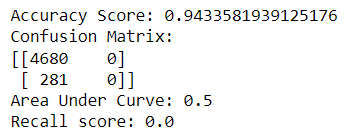 Accuracy Score: 0.9433581939125176
Confusion Matrix:
[[4680    0]
 [ 281    0]]
Area Under Curve: 0.5
Recall score: 0.0